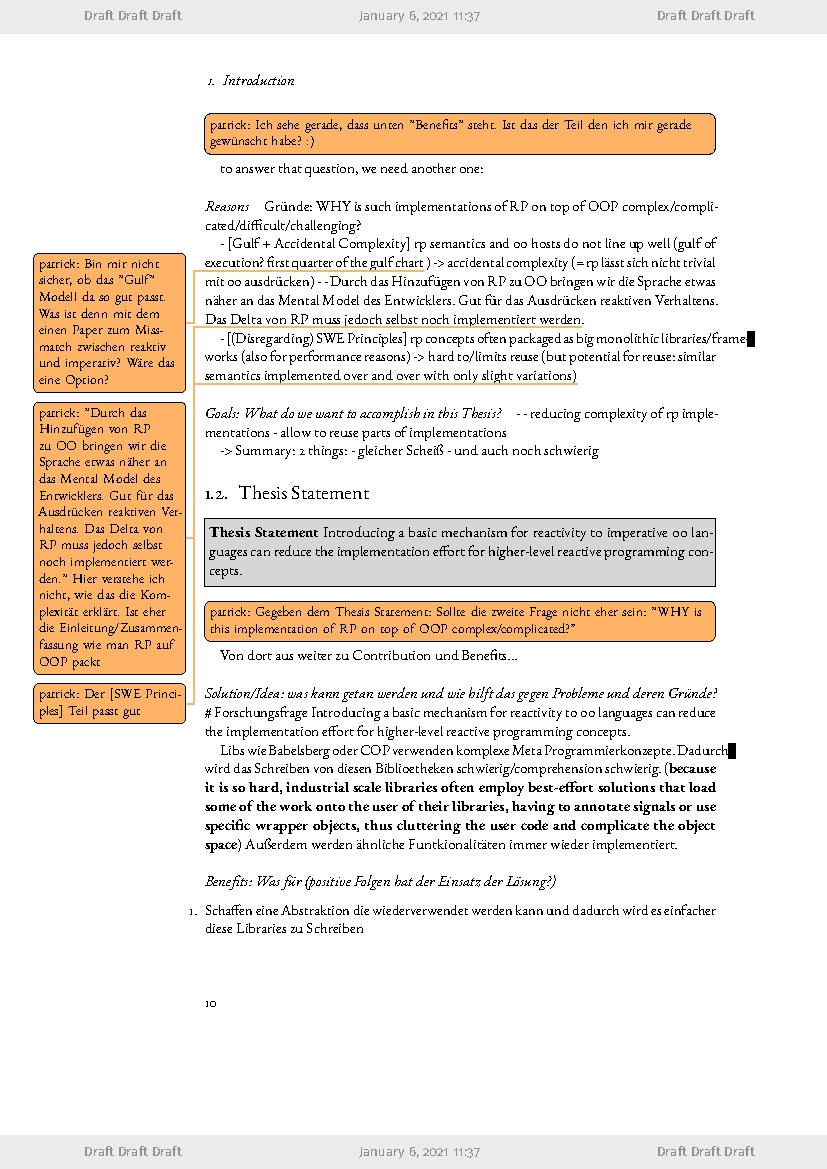 Draft Draft Draft January 6, 2021 11:37 Draft Draft Draft
1. Introduction
patrick: Ich sehe gerade, dass unten "Benefits" steht. Ist das der Teil den ich mir gerade
gewünscht habe? :)
to answer that question, we need another one:
Reasons Gründe: WHY is such implementations of RP on top of OOP complex/compli-
cated/difficult/challenging?
- [Gulf + Accidental Complexity] rp semantics and oo hosts do not line up well (gulf of
execution? first quarter of the gulf chart ) -> accidental complexity (= rp lässt sich nicht trivial
mit oo ausdrücken) - - Durch das Hinzufügen von RP zu OO bringen wir die Sprache etwas
näher an das Mental Model des Entwicklers. Gut für das Ausdrücken reaktiven Verhaltens.
Das Delta von RP muss jedoch selbst noch implementiert werden.
- [(Disregarding) SWE Principles] rp concepts often packaged as big monolithic libraries/frame-
works (also for performance reasons) -> hard to/limits reuse (but potential for reuse: similar
semantics implemented over and over with only slight variations)
patrick: Bin mir nicht
sicher, ob das "Gulf"
Modell da so gut passt.
Was ist denn mit dem
einen Paper zum Miss-
match zwischen reaktiv
und imperativ? Wäre das
eine Option?
patrick: "Durch das
Hinzufügen von RP
zu OO bringen wir die
Sprache etwas näher an
das Mental Model des
Entwicklers. Gut für das
Ausdrücken reaktiven Ver-
haltens. Das Delta von
RP muss jedoch selbst
noch implementiert wer-
den." Hier verstehe ich
nicht, wie das die Kom-
plexität erklärt. Ist eher
die Einleitung/Zusammen-
fassung wie man RP auf
OOP packt
patrick: Der [SWE Princi-
ples] Teil passt gut
Goals: What do we want to accomplish in this Thesis? - - reducing complexity of rp imple-
mentations - allow to reuse parts of implementations
-> Summary: 2 things: - gleicher Scheiß - und auch noch schwierig
1.2. Thesis Statement
Thesis Statement Introducing a basic mechanism for reactivity to imperative oo lan-
guages can reduce the implementation effort for higher-level reactive programming con-
cepts.
patrick: Gegeben dem Thesis Statement: Sollte die zweite Frage nicht eher sein: "WHY is
this implementation of RP on top of OOP complex/complicated?"
Von dort aus weiter zu Contribution und Benefits...
Solution/Idea: was kann getan werden und wie hilft das gegen Probleme und deren Gründe?
# Forschungsfrage Introducing a basic mechanism for reactivity to oo languages can reduce
the implementation effort for higher-level reactive programming concepts.
Libs wie Babelsberg oder COP verwenden komplexe Meta Programmierkonzepte. Dadurch
wird das Schreiben von diesen Bibliotheken schwierig/comprehension schwierig. (because
it is so hard, industrial scale libraries often employ best-effort solutions that load
some of the work onto the user of their libraries, having to annotate signals or use
specific wrapper objects, thus cluttering the user code and complicate the object
space) Außerdem werden ähnliche Funtkionalitäten immer wieder implementiert.
Benefits: Was für (positive Folgen hat der Einsatz der Lösung?)
1. Schaffen eine Abstraktion die wiederverwendet werden kann und dadurch wird es einfacher
diese Libraries zu Schreiben
10
Draft Draft Draft January 6, 2021 11:37 Draft Draft Draft